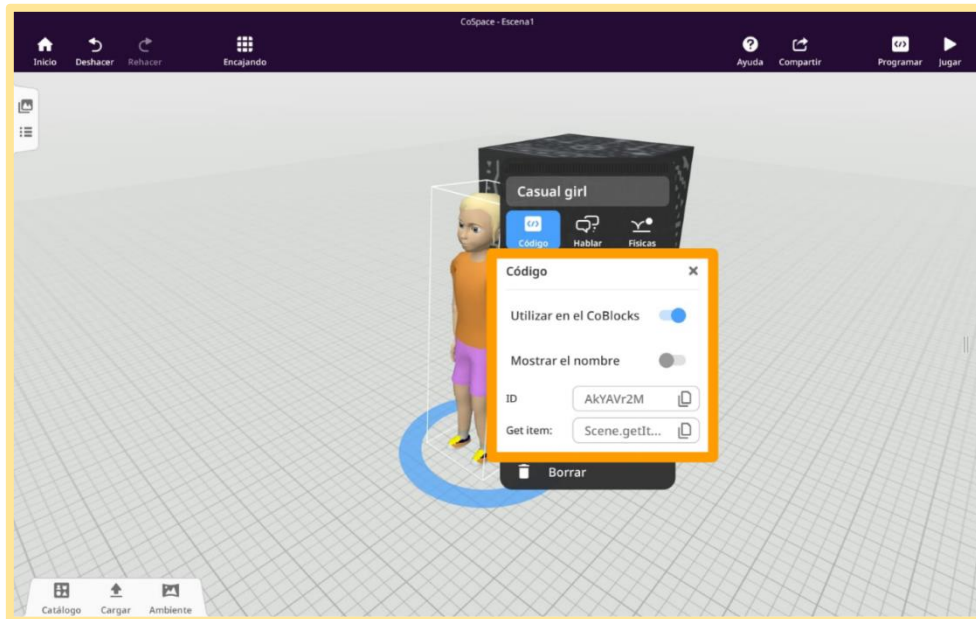 CoSpace - Escena1
Inicio Deshacer Rehacer Encajando Ayuda Compartir Programar Jugar
Casual girl
Código Hablar Físicas
Código
Utilizar en el CoBlocks
Mostrar el nombre
ID AkYAVr2M
Get item: Scene.getIt...
Borrar
Catálogo Cargar Ambiente